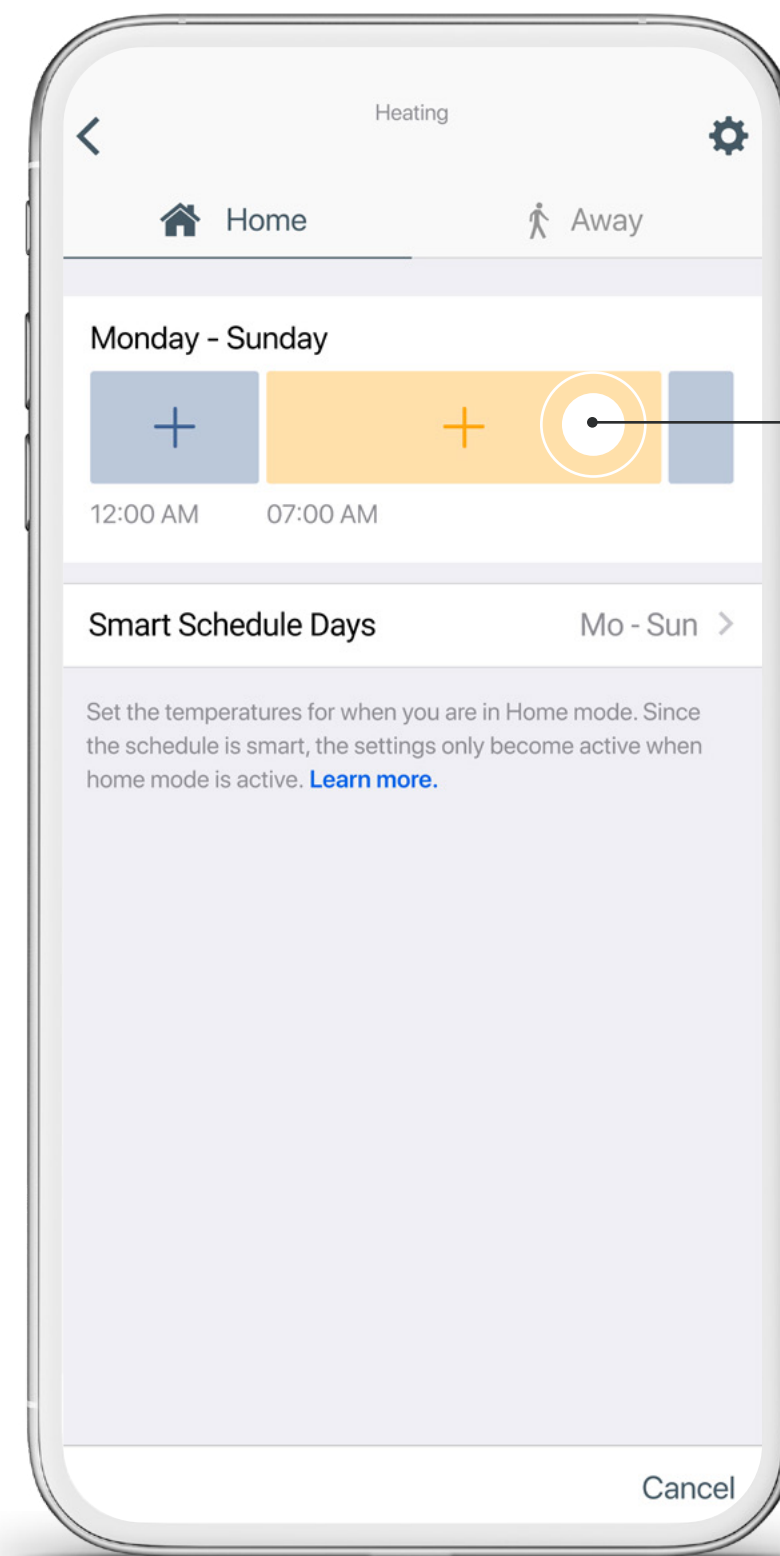 Heating
Home Away
Monday - Sunday
12:00 AM 07:00 AM
Smart Schedule Days Mo - Sun
Set the temperatures for when you are in Home mode. Since
the schedule is smart, the settings only become active when
home mode is active. Learn more.
Cancel